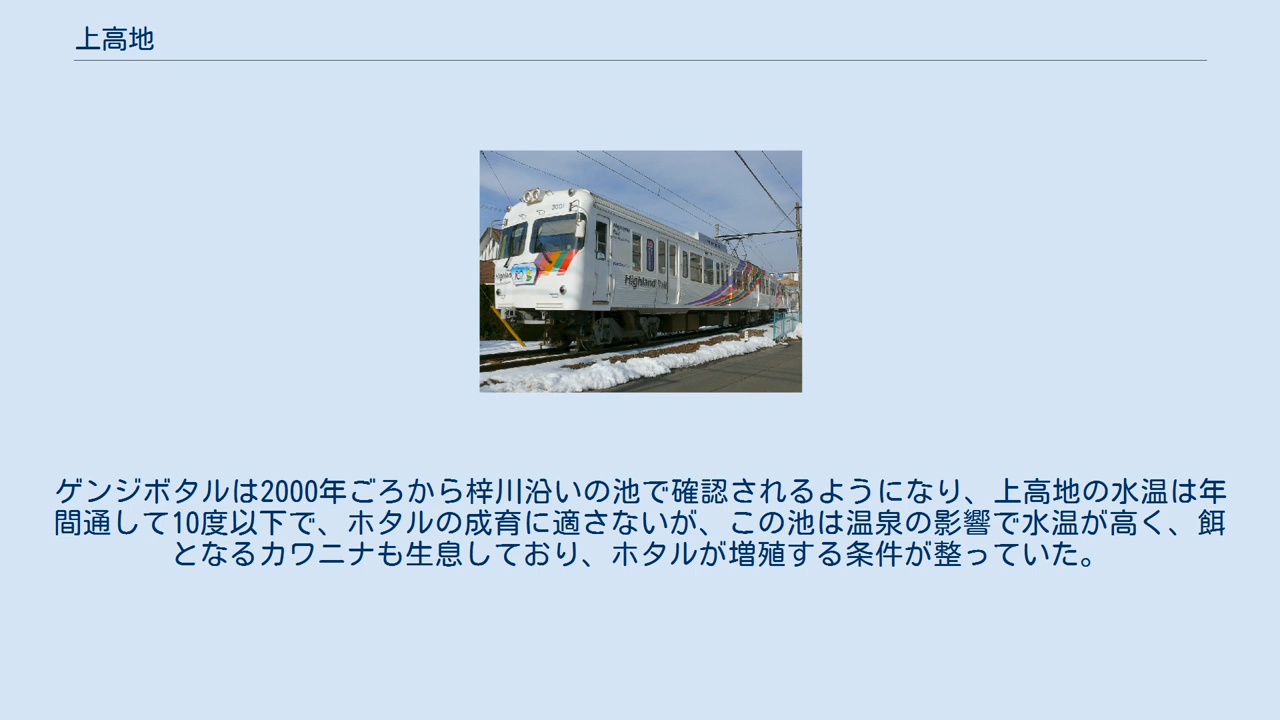 上高地
2001
Highland Rail
ゲンジボタルは2000年ごろから梓川沿いの池で確認されるようになり、上高地の水温は年
間通して10度以下で、ホタルの成育に適さないが、この池は温泉の影響で水温が高く、餌
となるカワニナも生息しており、ホタルが増殖する条件が整っていた。